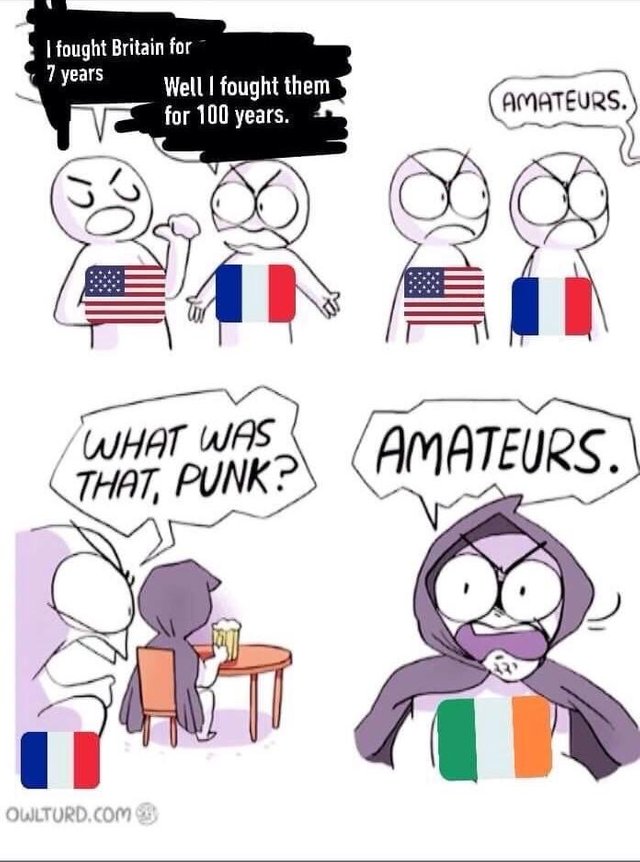 I fought Britain for
7 years
Well I fought them
for 100 years.
AMATEURS.
WHAT WAS
THAT, PUNK?
AMATEURS.
OWLTURD.COM